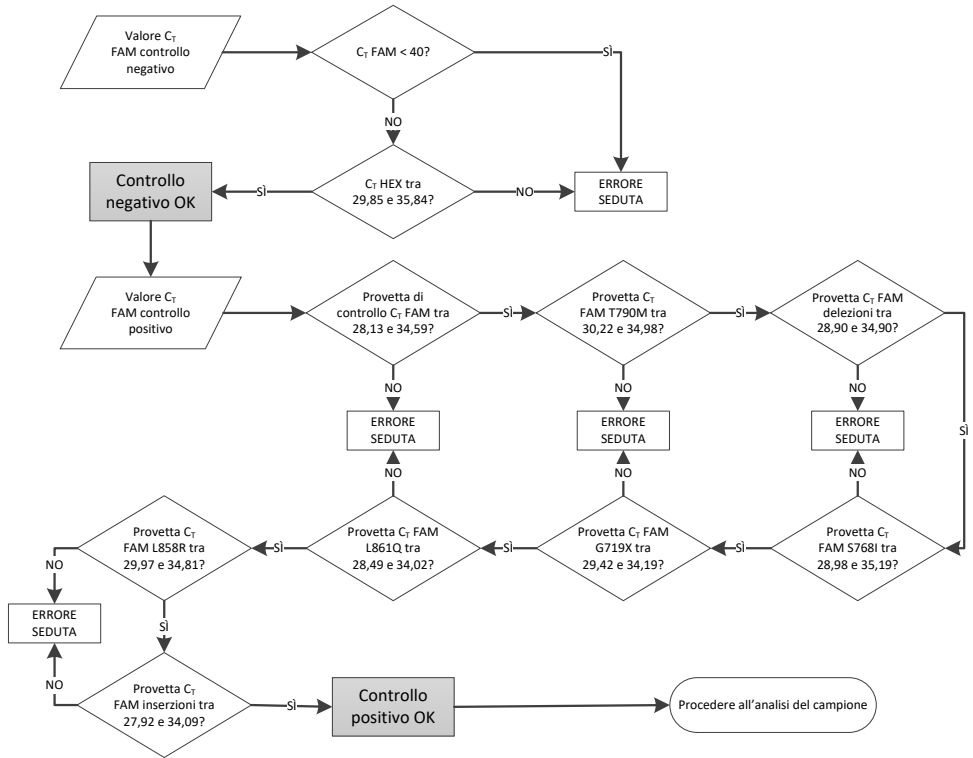 Valore CT
FAM controllo
negativo
CT FAM < 40?
SÌ
NO
Controllo
negativo OK
SÌ
CT HEX tra
29,85 e 35,84?
NO
ERRORE
SEDUTA
Valore CT
FAM controllo
positivo
Provetta di
controllo CT FAM tra
28,13 e 34,59?
SÌ
Provetta CT
FAM T790M tra
30,22 e 34,98?
SÌ
Provetta CT FAM
delezioni tra
28,90 e 34,90?
NO
NO
NO
ERRORE
SEDUTA
ERRORE
SEDUTA
ERRORE
SEDUTA
SÌ
NO
NO
NO
Provetta CT
FAM L858R tra
29,97 e 34,81?
SÌ
Provetta CT FAM
L861Q tra
28,49 e 34,02?
SÌ
Provetta CT FAM
G719X tra
29,42 e 34,19?
SÌ
Provetta CT
FAM S768I tra
28,98 e 35,19?
NO
ERRORE
SEDUTA
SÌ
NO
Provetta CT
FAM inserzioni tra
27,92 e 34,09?
SÌ
Controllo
positivo OK
Procedere all'analisi del campione